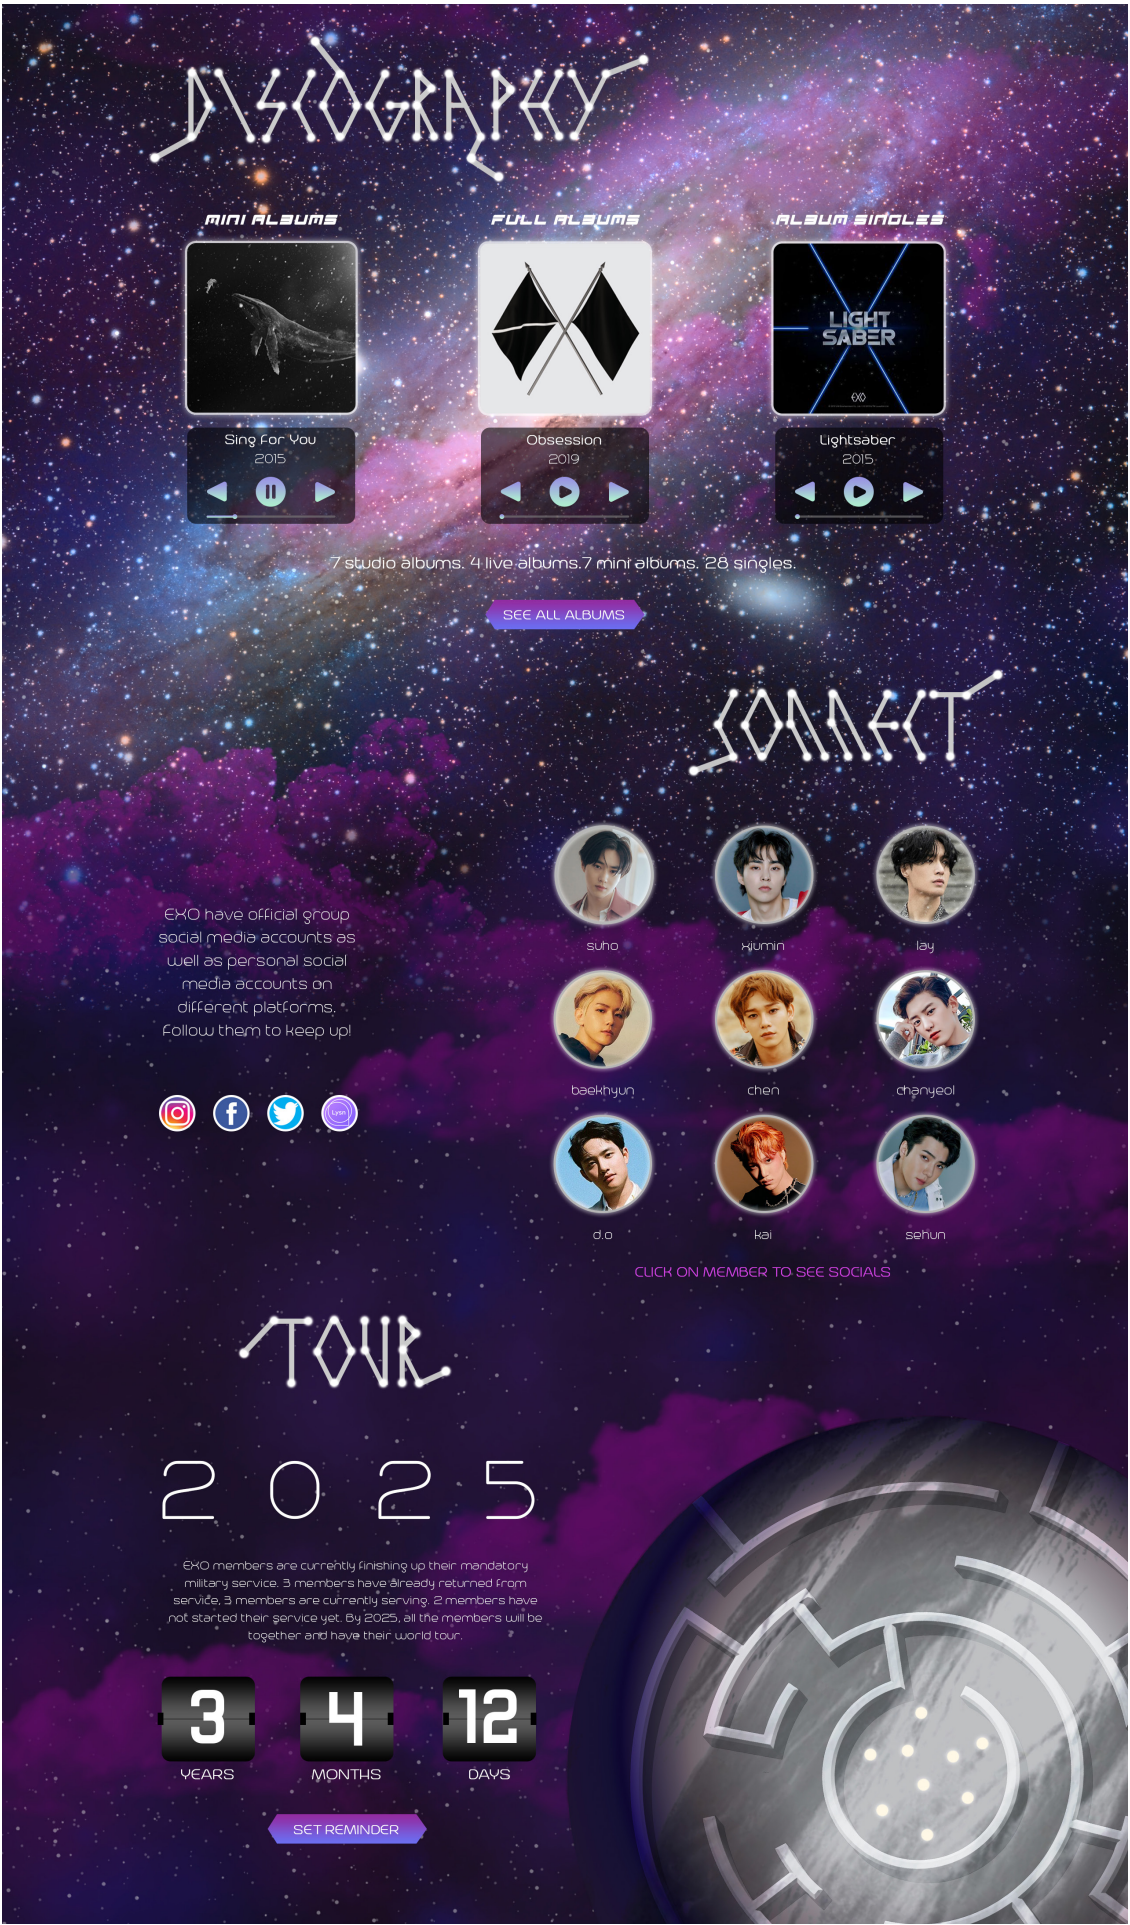 DISCOGRAPHY
MINI ALBUMS
FULL ALBUMS
ALBUM SINGLES
LIGHT
SABER
EXO
Sing For You
2015
Obsession
2019
Lightsaber
2015
7 studio albums. 4 live albums.7 mini albums. 28 singles.
SEE ALL ALBUMS
CONNECT
EXO have official group
social media accounts as
well as personal social
media accounts on
different platforms.
Follow them to keep up!
Lysn
suho
xiumin
lay
baekhyun
chen
chanyeol
d.o
kai
sehun
CLICK ON MEMBER TO SEE SOCIALS
TOUR
2025
EXO members are currently finishing up their mandatory
military service. 3 members have already returned from
service, 3 members are currently serving. 2 members have
not started their service yet. By 2025, all the members will be
together and have their world tour.
3
4
12
YEARS
MONTHS
DAYS
SET REMINDER